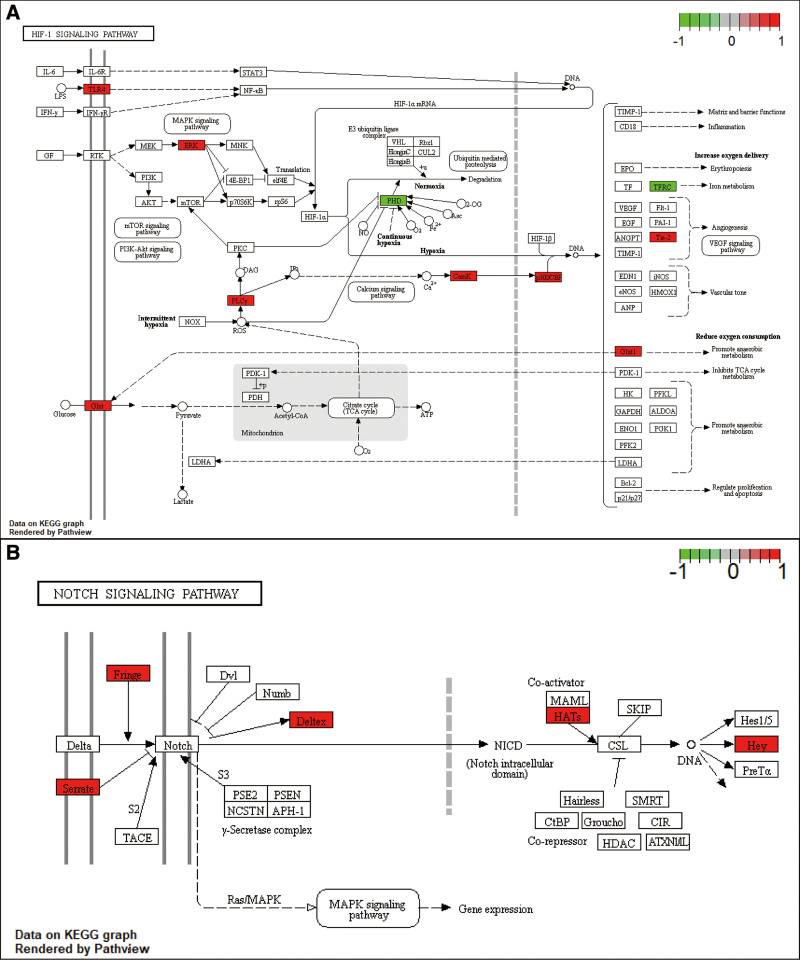 A
HIF-1 SIGNALING PATHWAY
-1 0 1
IL-6
IL-6R
STAT3
DNA
LPS
TLR4
NF-κB
IFN-γ
IFN-γR
HIF-1α mRNA
MAPK signaling
pathway
E3 ubiquitin ligase
complex
VHL
Rbx1
ElonginC
CUL2
ElonginB
+u
Ubiquitin mediated
proteolysis
Degradation
GF
RTK
MEK
ERK
MNK
Translation
PI3K
4E-BP1
eIF4E
AKT
mTOR
p70S6K
rpS6
HIF-1α
Normoxia
PHD
2-OG
Asc
O2
NO
Continuous
hypoxia
mTOR signaling
pathway
PI3K-Akt signaling
pathway
PKC
Hypoxia
HIF-1β
DNA
DAG
IP3
Ca2+
CamK
Calcium signaling
pathway
PLCγ
Intermittent
hypoxia
NOX
ROS
TIMP-1
Matrix and barrier functions
CD18
Inflammation
Increase oxygen delivery
EPO
Erythropoiesis
TF
TFRC
Iron metabolism
VEGF
Flt-1
EGF
PAI-1
Angiogenesis
ANGPT
Tie-2
VEGF signaling
pathway
TIMP-1
EDN1
iNOS
eNOS
HMOX1
Vascular tone
ANP
Reduce oxygen consumption
Glut1
Promote anaerobic
metabolism
PDK-1
Inhibits TCA cycle
metabolism
HK
PFKL
GAPDH
ALDOA
ENO1
PGK1
Promote anaerobic
metabolism
PFK2
LDHA
Bcl-2
p21/p27
Regulate proliferation
and apoptosis
PDK-1
+p
PDH
Glucose
Glut
Pyruvate
Acetyl-CoA
Citrate cycle
(TCA cycle)
ATP
Mitochondrion
O2
LDHA
Lactate
Data on KEGG graph
Rendered by Pathview
B
-1 0 1
NOTCH SIGNALING PATHWAY
Fringe
Dvl
Numb
Deltex
Delta
Notch
Serrate
S2
TACE
S3
PSE2
PSEN
NCSTN
APH-1
γ-Secretase complex
NICD
(Notch intracellular
domain)
Co-activator
MAML
HATs
SKIP
CSL
DNA
Hes1/5
Hey
PreTα
Hairless
SMRT
CtBP
Groucho
CIR
Co-repressor
HDAC
ATXN1L
Ras/MAPK
MAPK signaling
pathway
Gene expression
Data on KEGG graph
Rendered by Pathview